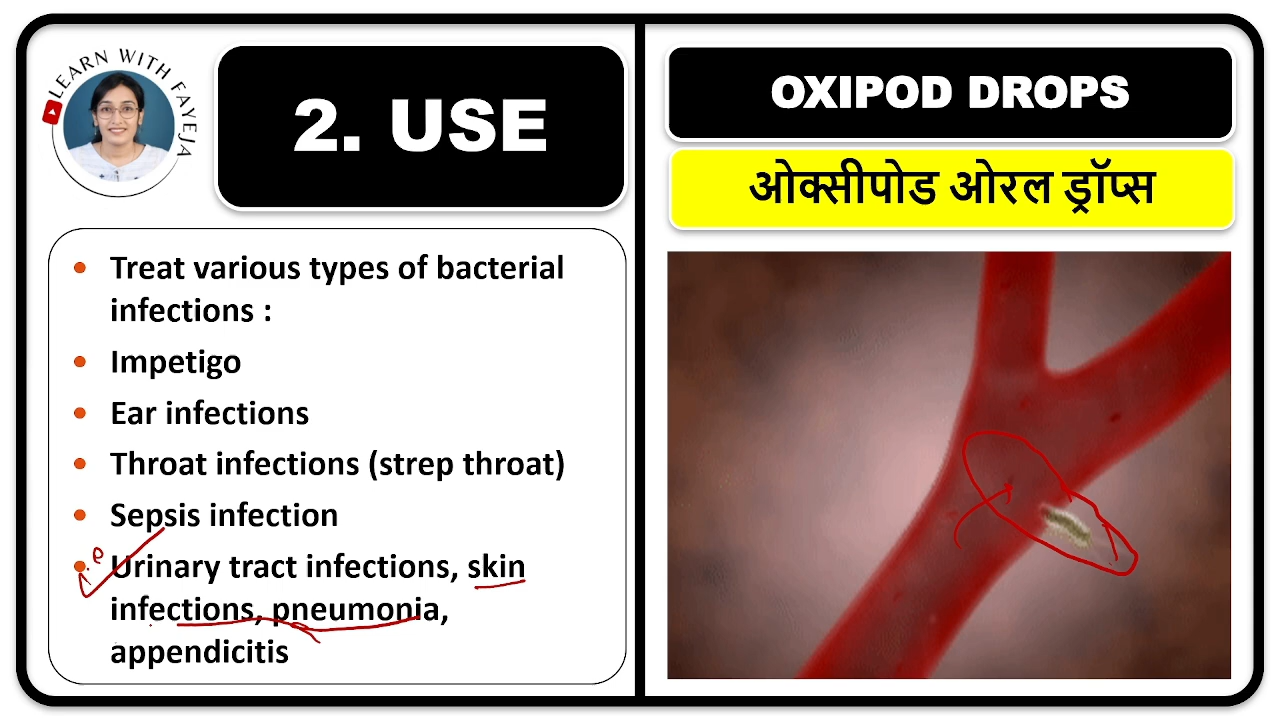 LEARN WITH FAYEJA
2. USE
• Treat various types of bacterial
infections :
• Impetigo
• Ear infections
• Throat infections (strep throat)
• Sepsis infection
• Urinary tract infections, skin
infections, pneumonia,
appendicitis
OXIPOD DROPS
ओक्सीपोड ओरल ड्रॉप्स